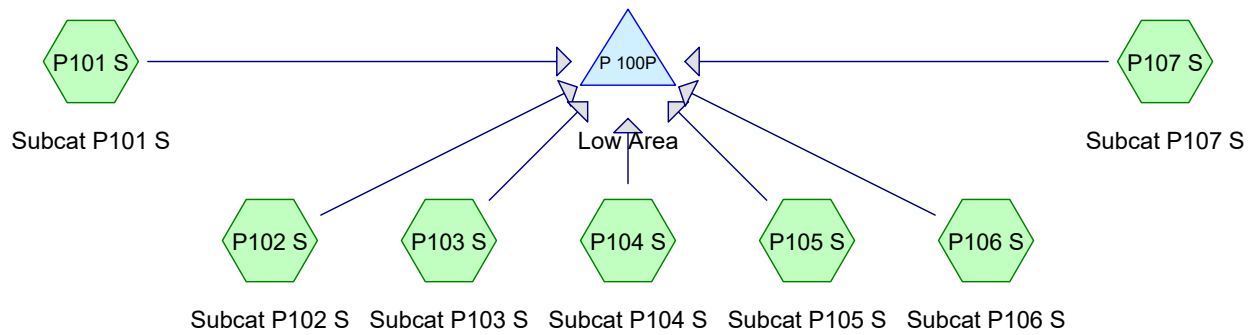 P101 S
P 100P
P107 S
Subcat P101 S
Low Area
Subcat P107 S
P102 S
P103 S
P104 S
P105 S
P106 S
Subcat P102 S
Subcat P103 S
Subcat P104 S
Subcat P105 S
Subcat P106 S